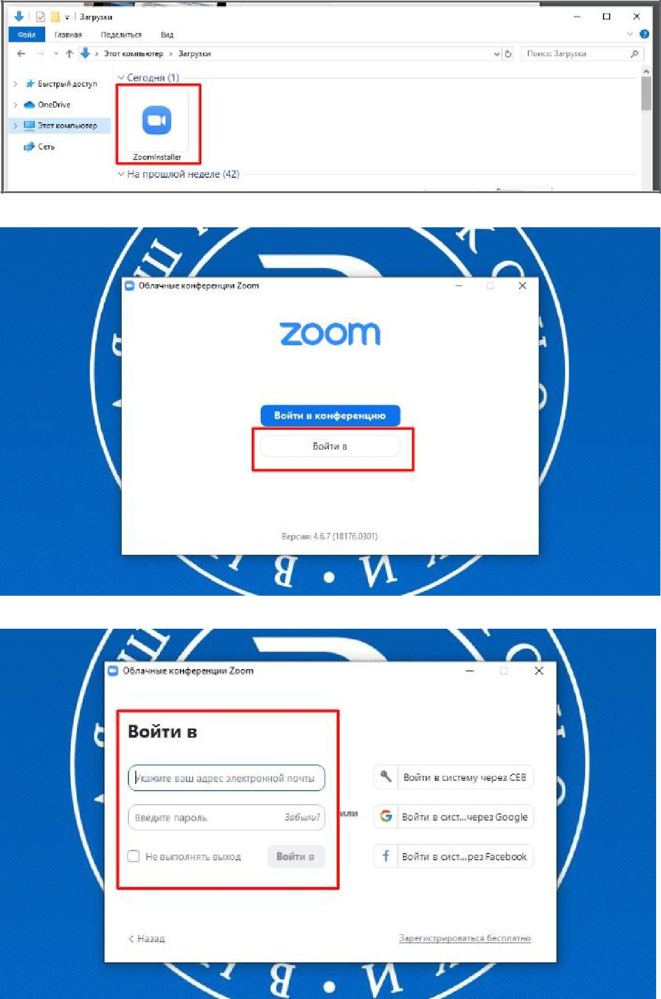 Загрузки
Файл Главная Поделиться Вид
Этот компьютер › Загрузки Поиск: Загрузки
Быстрый доступ
OneDrive
Этот компьютер
Сеть
Сегодня (1)
ZoomInstaller
На прошлой неделе (42)
Облачные конференции Zoom
zoom
Войти в конференцию
Войти в
Версия: 4.6.7 (18176.0301)
Облачные конференции Zoom
Войти в
Укажите ваш адрес электронной почты
Введите пароль Забыли?
Не выполнять выход Войти в
или
Войти в систему через СЕВ
Войти в сист...через Google
Войти в сист...рез Facebook
< Назад
Зарегистрироваться бесплатно